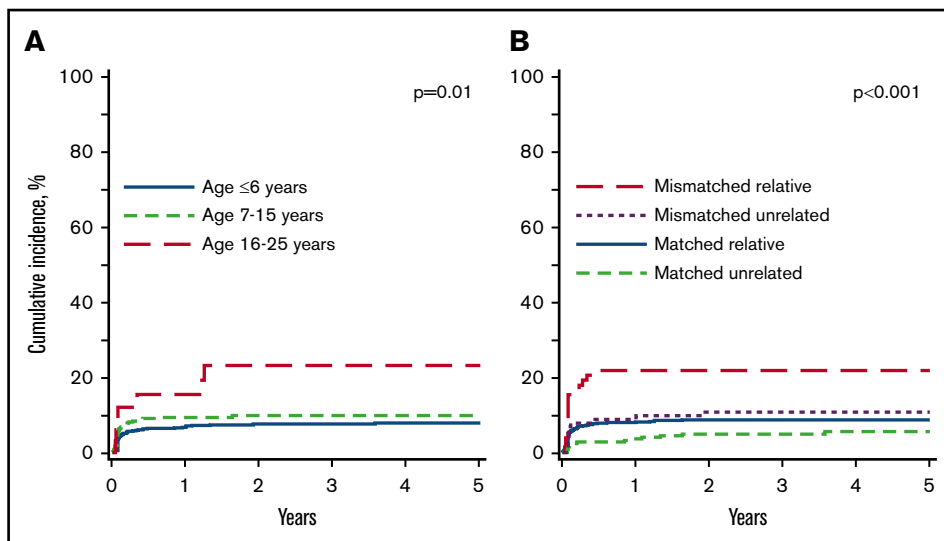 A
100
80
60
40
20
0
Cumulative incidence, %
p=0.01
Age ≤6 years
Age 7-15 years
Age 16-25 years
0 1 2 3 4 5
Years
B
100
80
60
40
20
0
p<0.001
Mismatched relative
Mismatched unrelated
Matched relative
Matched unrelated
0 1 2 3 4 5
Years